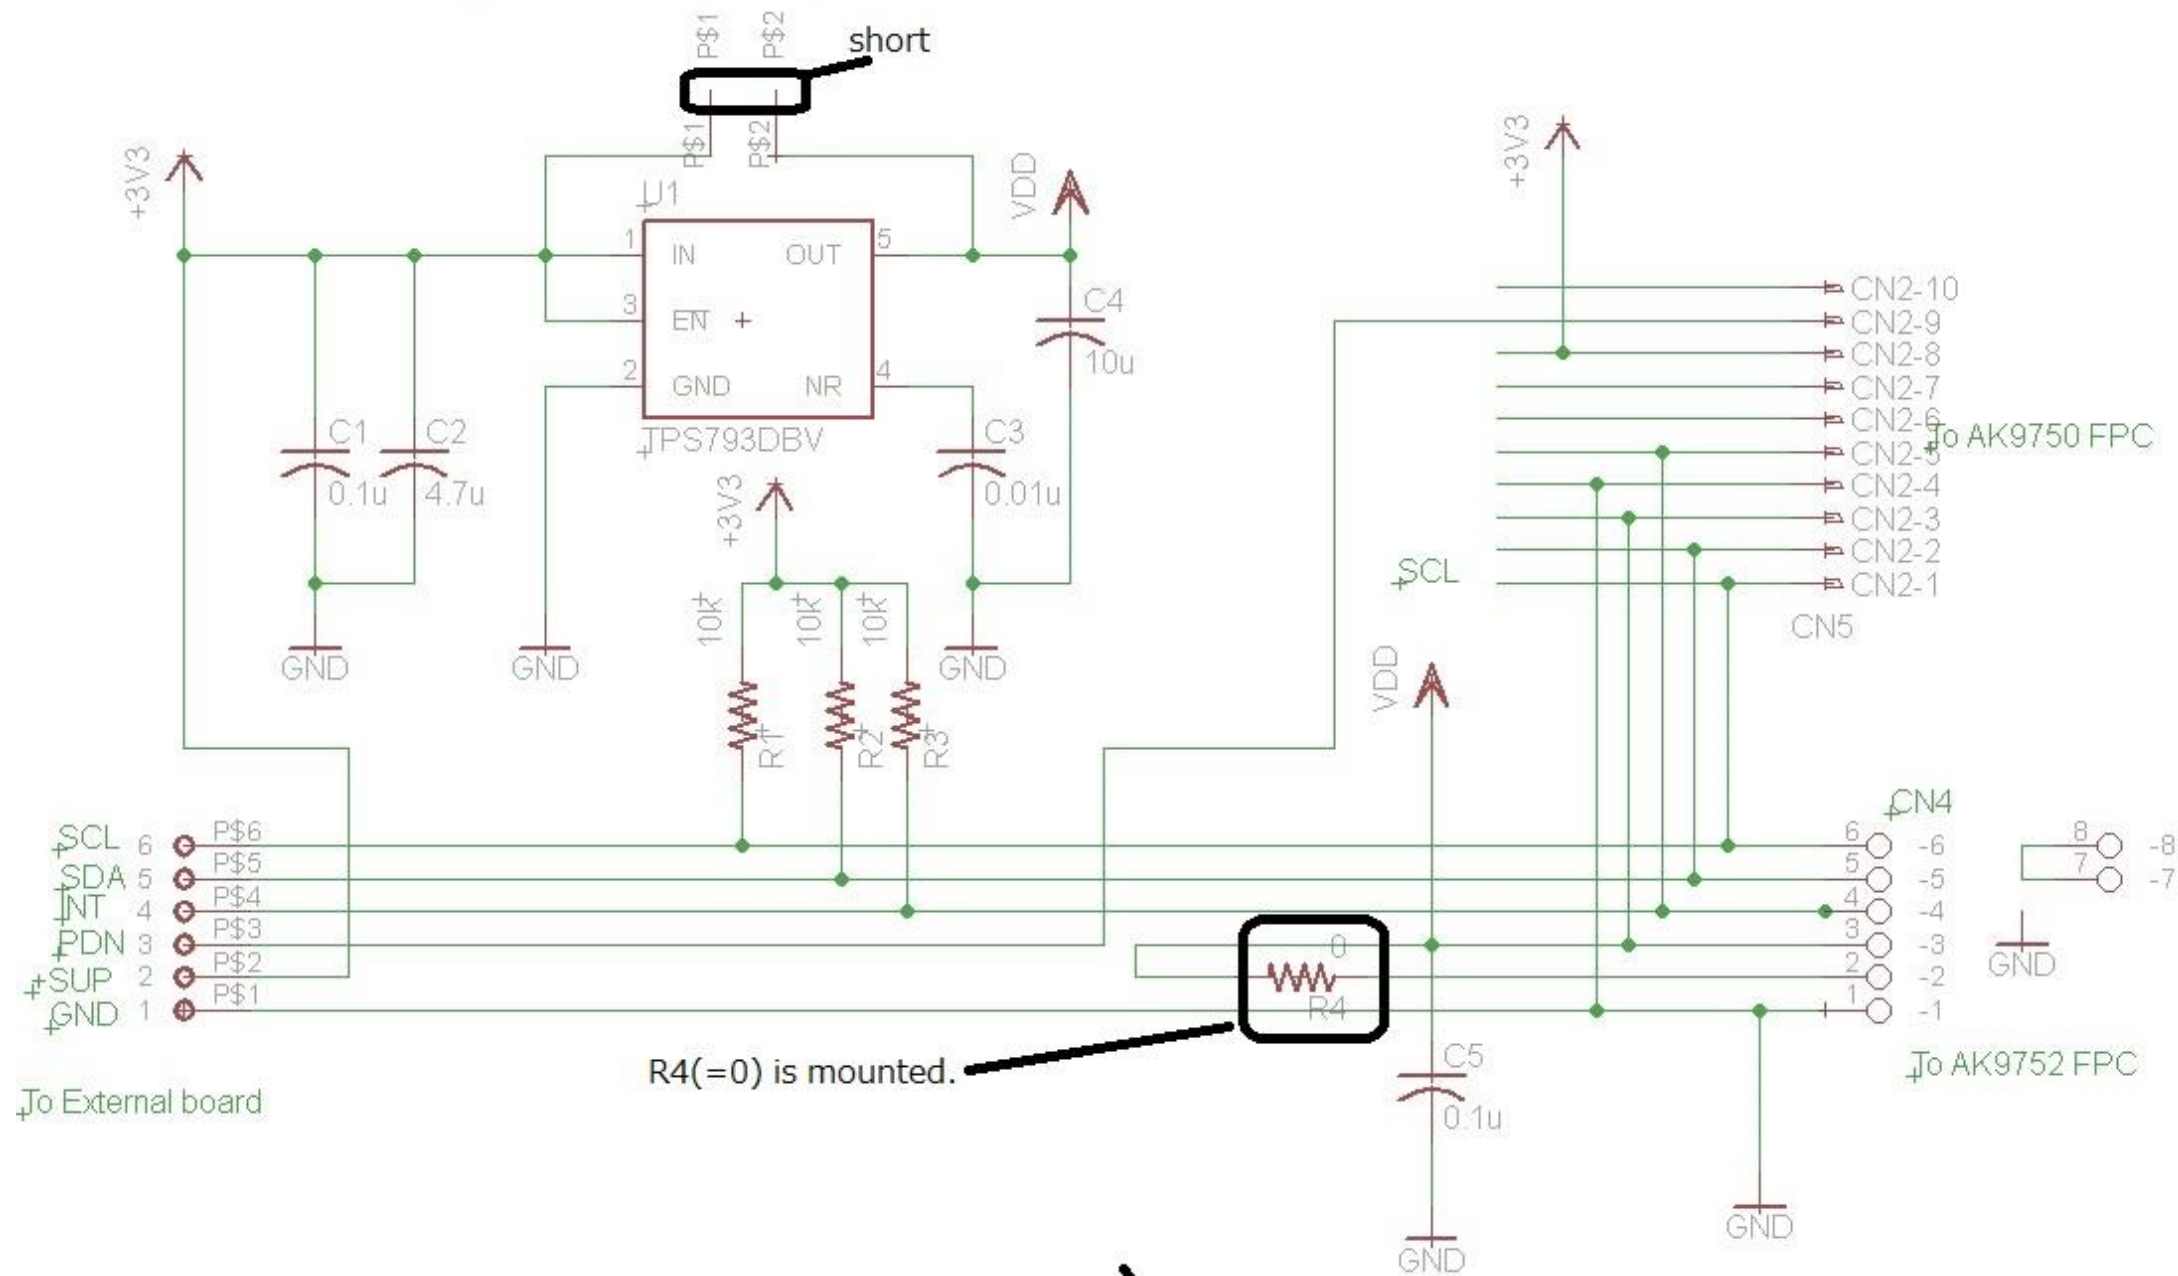 P$1
P$2
short
P$1
P$2
+3V3
U1
VDD
+3V3
1
IN
OUT
5
3
EN
2
GND
NR
4
TPS793DBV
C1
0.1u
C2
4.7u
C3
0.01u
C4
10u
+3V3
10k
10k
10k
R1
R2
R3
GND
GND
GND
CN2-10
CN2-9
CN2-8
CN2-7
CN2-6
CN2-5
CN2-4
CN2-3
CN2-2
CN2-1
To AK9750 FPC
SCL
CN5
VDD
SCL 6 P$6
SDA 5 P$5
INT 4 P$4
PDN 3 P$3
+SUP 2 P$2
GND 1 P$1
To External board
0
R4
R4(=0) is mounted.
C5
0.1u
GND
GND
CN4
6 -6
5 -5
4 -4
3 -3
2 -2
1 -1
8 -8
7 -7
GND
To AK9752 FPC